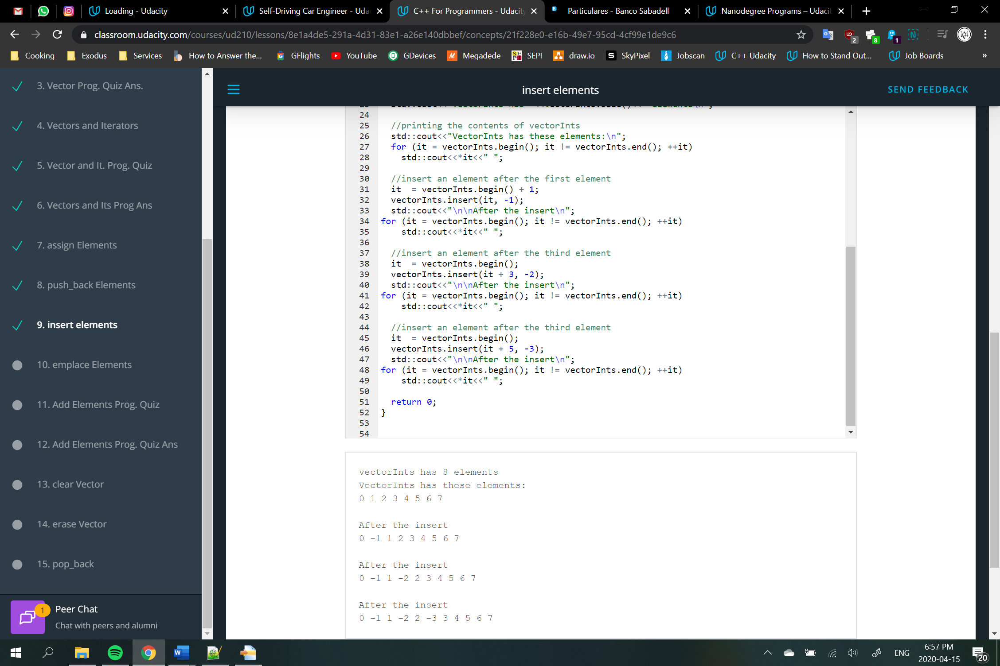 Loading - Udacity
Self-Driving Car Engineer - Uda
C++ For Programmers - Udacity
Particulares - Banco Sabadell
Nanodegree Programs – Udacit
classroom.udacity.com/courses/ud210/lessons/8e1a4de5-291a-4d31-83e1-a26e140dbbef/concepts/21f228e0-e16b-49e7-95cd-4cf99e1de9c6
2
8
1
Cooking
Exodus
Services
How to Answer the...
GFlights
YouTube
GDevices
Megadede
SEPI
draw.io
SkyPixel
Jobscan
C++ Udacity
How to Stand Out...
Job Boards
»
3. Vector Prog. Quiz Ans.
4. Vectors and Iterators
5. Vector and It. Prog. Quiz
6. Vectors and Its Prog Ans
7. assign Elements
8. push_back Elements
9. insert elements
10. emplace Elements
11. Add Elements Prog. Quiz
12. Add Elements Prog. Quiz Ans
13. clear Vector
14. erase Vector
15. pop_back
1
Peer Chat
Chat with peers and alumni
insert elements
SEND FEEDBACK
24
25 //printing the contents of vectorInts
26 std::cout<<"VectorInts has these elements:\n";
27 for (it = vectorInts.begin(); it != vectorInts.end(); ++it)
28 std::cout<<*it<<" ";
29
30 //insert an element after the first element
31 it  = vectorInts.begin() + 1;
32 vectorInts.insert(it, -1);
33 std::cout<<"\n\nAfter the insert\n";
34 for (it = vectorInts.begin(); it != vectorInts.end(); ++it)
35 std::cout<<*it<<" ";
36
37 //insert an element after the third element
38 it  = vectorInts.begin();
39 vectorInts.insert(it + 3, -2);
40 std::cout<<"\n\nAfter the insert\n";
41 for (it = vectorInts.begin(); it != vectorInts.end(); ++it)
42 std::cout<<*it<<" ";
43
44 //insert an element after the third element
45 it  = vectorInts.begin();
46 vectorInts.insert(it + 5, -3);
47 std::cout<<"\n\nAfter the insert\n";
48 for (it = vectorInts.begin(); it != vectorInts.end(); ++it)
49 std::cout<<*it<<" ";
50
51 return 0;
52 }
53
54
vectorInts has 8 elements
VectorInts has these elements:
0 1 2 3 4 5 6 7
After the insert
0 -1 1 2 3 4 5 6 7
After the insert
0 -1 1 -2 2 3 4 5 6 7
After the insert
0 -1 1 -2 2 -3 3 4 5 6 7
ENG
6:57 PM
2020-04-15
20